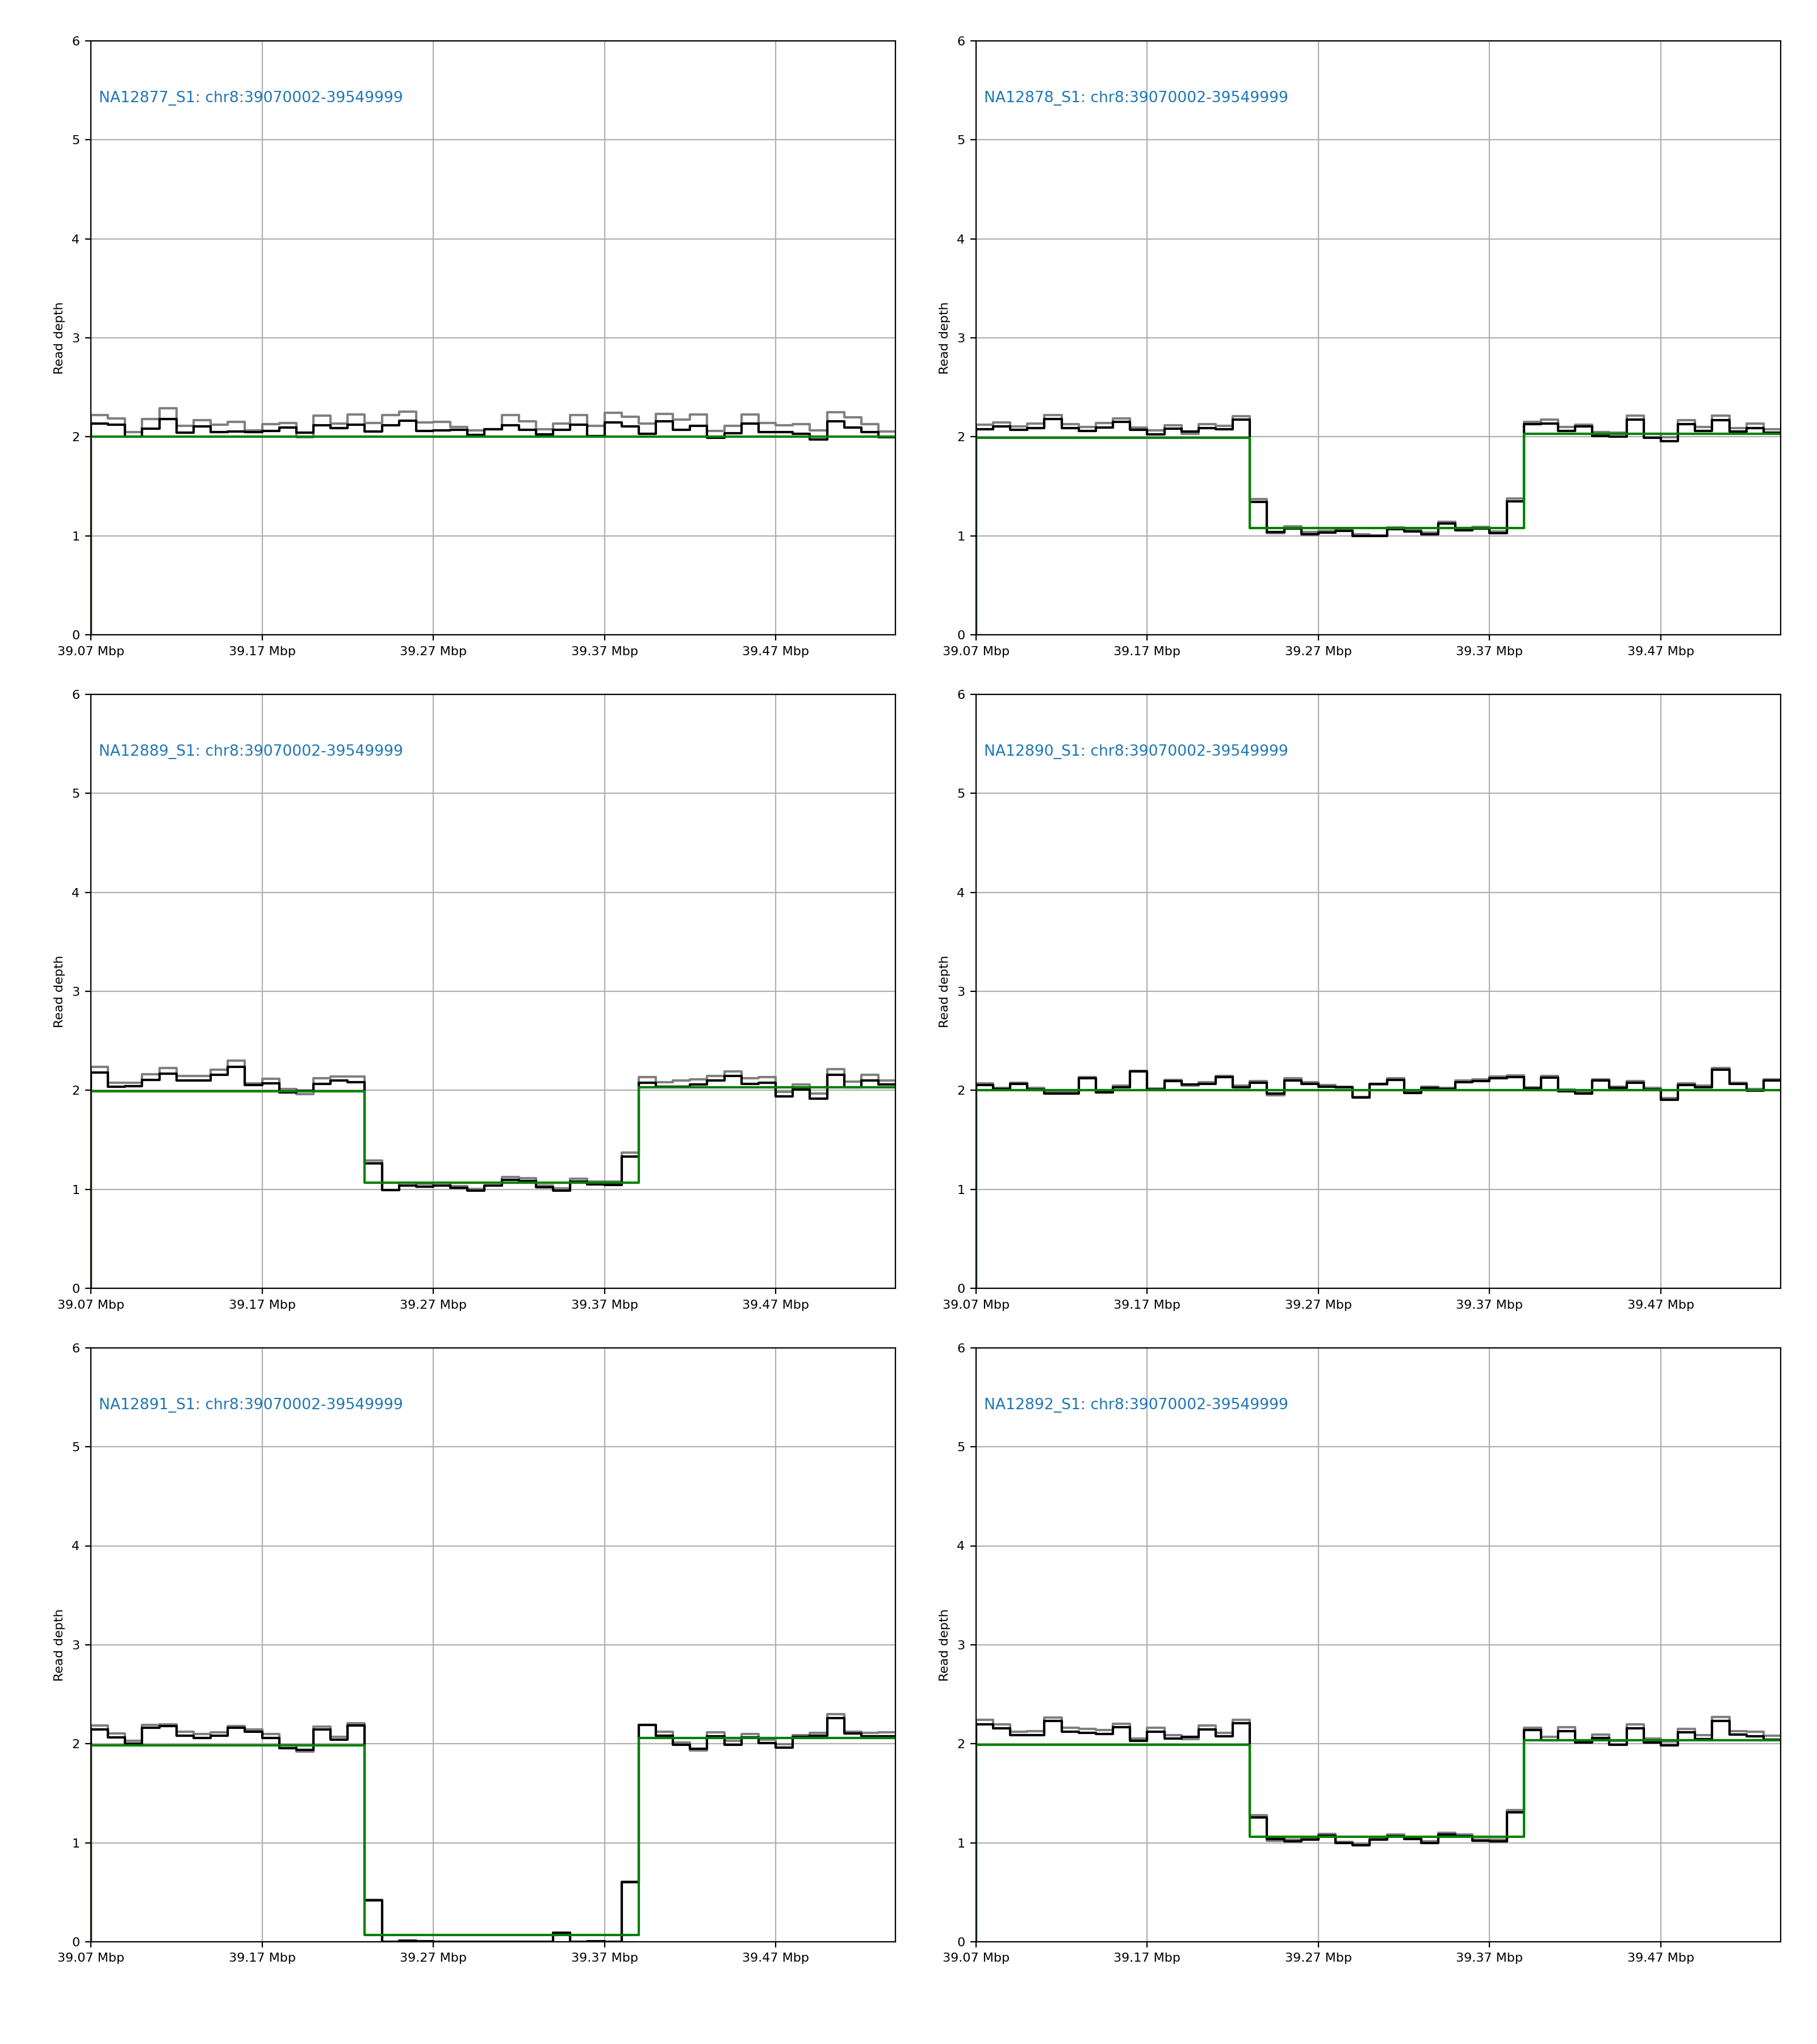 6
NA12877_S1: chr8:39070002-39549999
5
4
3
2
1
0
Read depth
39.07 Mbp 39.17 Mbp 39.27 Mbp 39.37 Mbp 39.47 Mbp
6
NA12878_S1: chr8:39070002-39549999
5
4
3
2
1
0
Read depth
39.07 Mbp 39.17 Mbp 39.27 Mbp 39.37 Mbp 39.47 Mbp
6
NA12889_S1: chr8:39070002-39549999
5
4
3
2
1
0
Read depth
39.07 Mbp 39.17 Mbp 39.27 Mbp 39.37 Mbp 39.47 Mbp
6
NA12890_S1: chr8:39070002-39549999
5
4
3
2
1
0
Read depth
39.07 Mbp 39.17 Mbp 39.27 Mbp 39.37 Mbp 39.47 Mbp
6
NA12891_S1: chr8:39070002-39549999
5
4
3
2
1
0
Read depth
39.07 Mbp 39.17 Mbp 39.27 Mbp 39.37 Mbp 39.47 Mbp
6
NA12892_S1: chr8:39070002-39549999
5
4
3
2
1
0
Read depth
39.07 Mbp 39.17 Mbp 39.27 Mbp 39.37 Mbp 39.47 Mbp